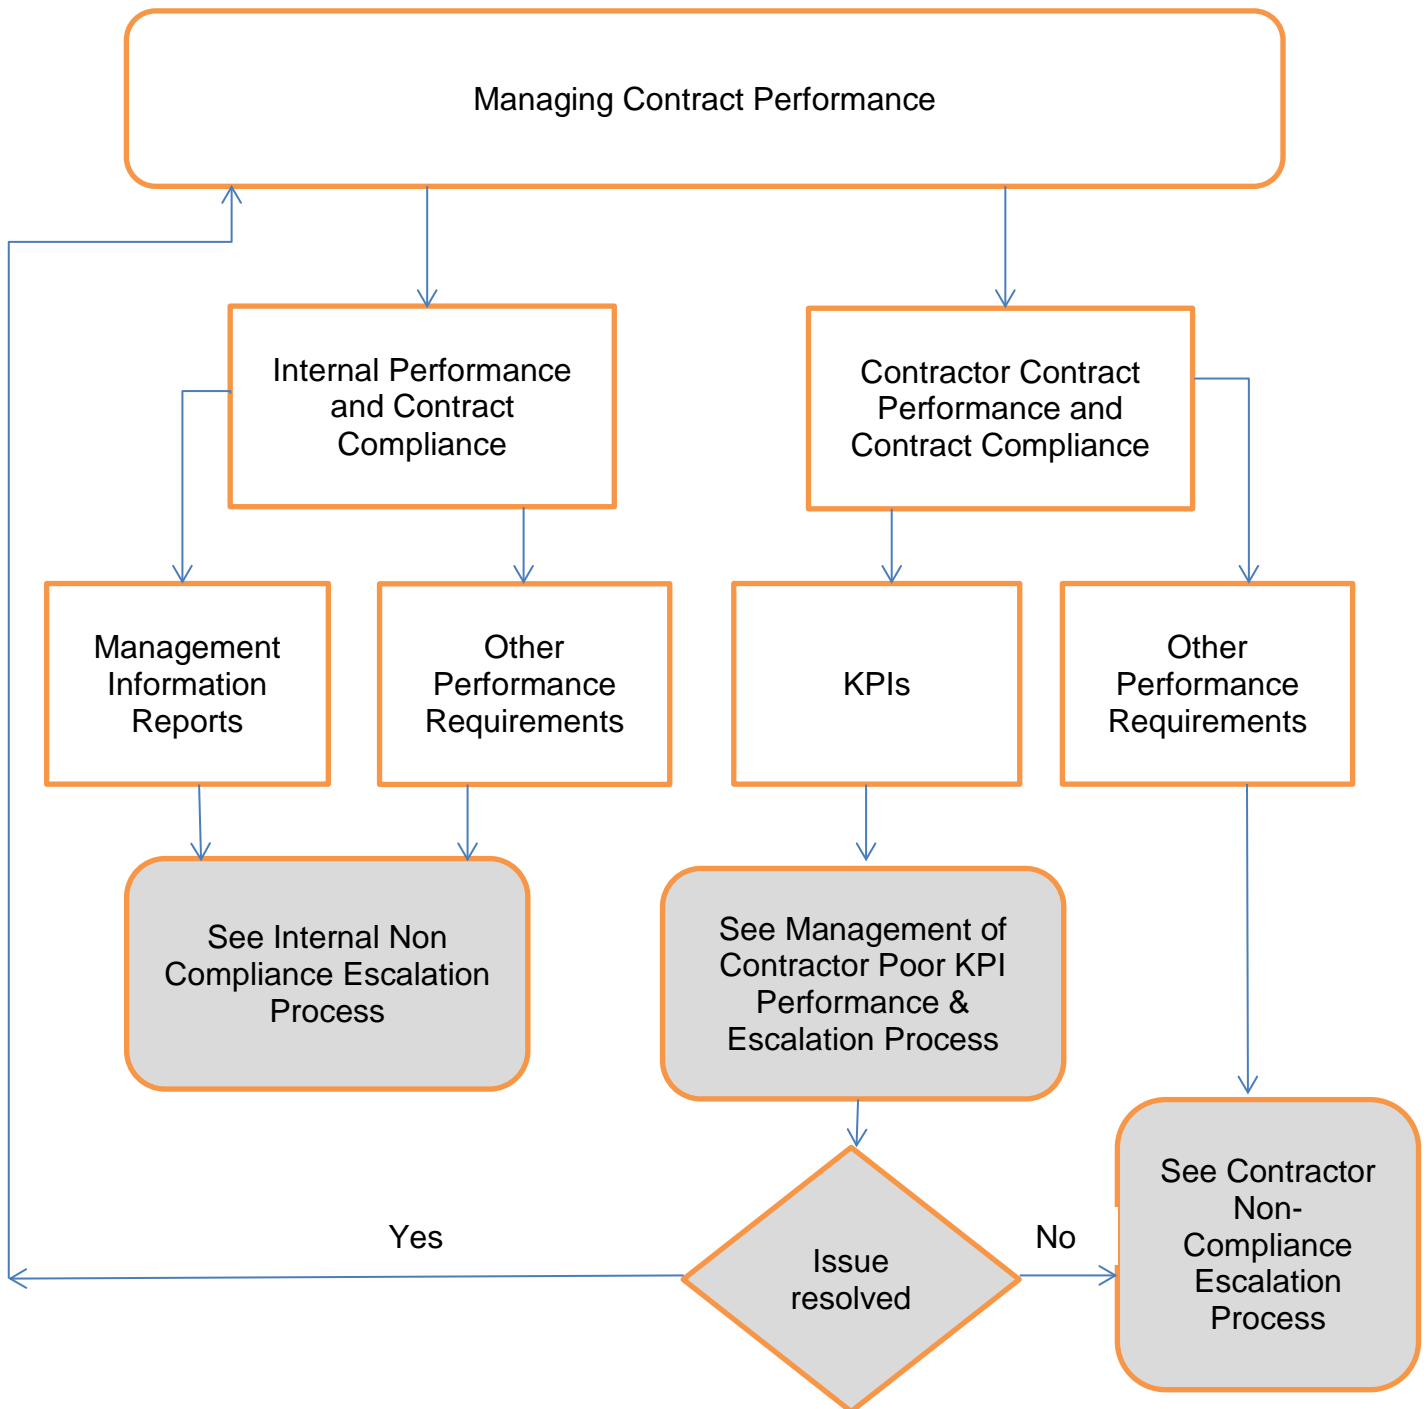 Managing Contract Performance
Internal Performance
and Contract
Compliance
Contractor Contract
Performance and
Contract Compliance
Management
Information
Reports
Other
Performance
Requirements
KPIs
Other
Performance
Requirements
See Internal Non
Compliance Escalation
Process
See Management of
Contractor Poor KPI
Performance &
Escalation Process
See Contractor
Non-
Compliance
Escalation
Process
Yes
Issue
resolved
No